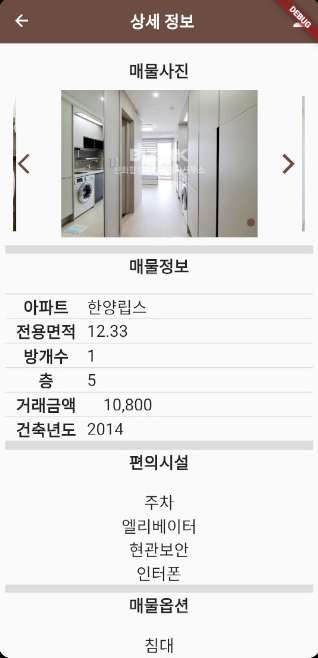 상세 정보
DEBUG
매물사진
매물정보
아파트 한양립스
전용면적 12.33
방개수 1
층 5
거래금액 10,800
건축년도 2014
편의시설
주차
엘리베이터
현관보안
인터폰
매물옵션
침대